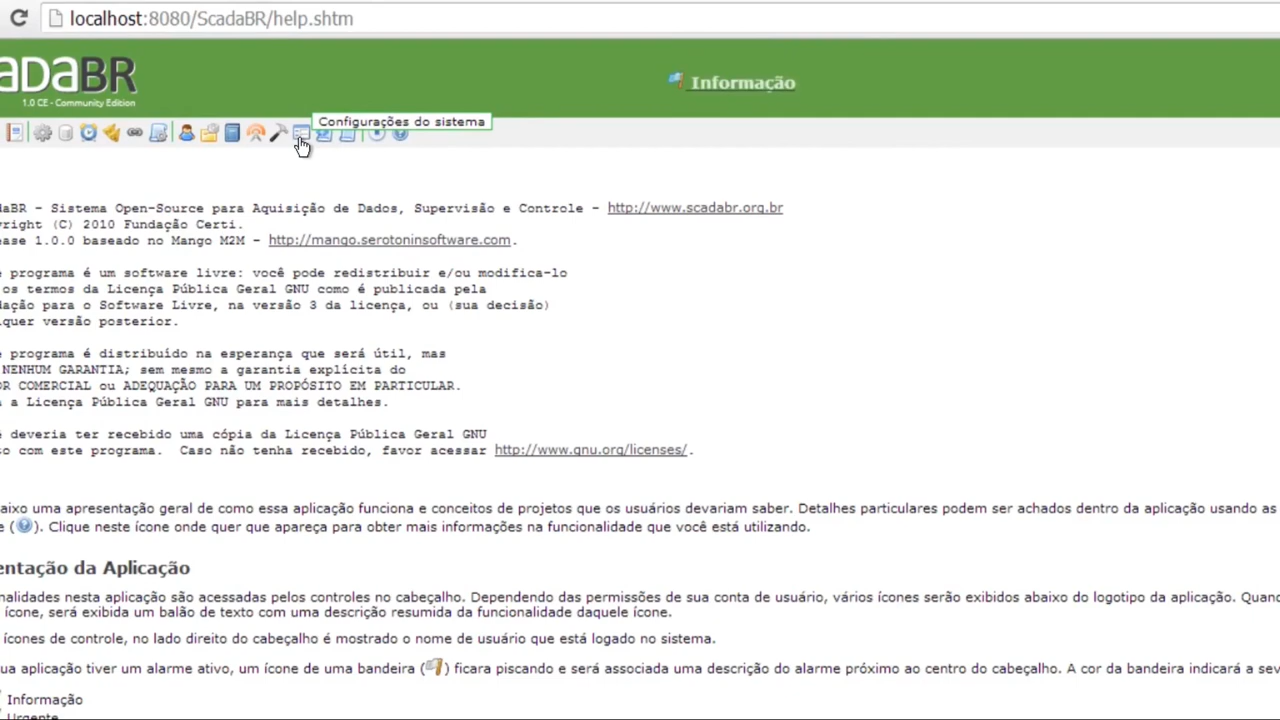 localhost:8080/ScadaBR/help.shtm
adaBR
1.0 CE - Community Edition
Informação
Configurações do sistema
daBR - Sistema Open-Source para Aquisição de Dados, Supervisão e Controle - http://www.scadabr.org.br
yright (C) 2010 Fundação Certi.
ease 1.0.0 baseado no Mango M2M - http://mango.serotoninsoftware.com.
e programa é um software livre: você pode redistribuir e/ou modifica-lo
os termos da Licença Pública Geral GNU como é publicada pela
dação para o Software Livre, na versão 3 da licença, ou (sua decisão)
quer versão posterior.
e programa é distribuído na esperança que será útil, mas
NENHUM GARANTIA; sem mesmo a garantia explícita do
OR COMERCIAL ou ADEQUAÇÃO PARA UM PROPÓSITO EM PARTICULAR.
a a Licença Pública Geral GNU para mais detalhes.
ê deveria ter recebido uma cópia da Licença Pública Geral GNU
to com este programa. Caso não tenha recebido, favor acessar http://www.gnu.org/licenses/.
aixo uma apresentação geral de como essa aplicação funciona e conceitos de projetos que os usuários devariam saber. Detalhes particulares podem ser achados dentro da aplicação usando as
e (). Clique neste ícone onde quer que apareça para obter mais informações na funcionalidade que você está utilizando.
entação da Aplicação
nalidades nesta aplicação são acessadas pelos controles no cabeçalho. Dependendo das permissões de sua conta de usuário, vários ícones serão exibidos abaixo do logotipo da aplicação. Quan
ícone, será exibida um balão de texto com uma descrição resumida da funcionalidade daquele ícone.
ícones de controle, no lado direito do cabeçalho é mostrado o nome de usuário que está logado no sistema.
ua aplicação tiver um alarme ativo, um ícone de uma bandeira () ficara piscando e será associada uma descrição do alarme próximo ao centro do cabeçalho. A cor da bandeira indicará a sev
Informação
Urgente